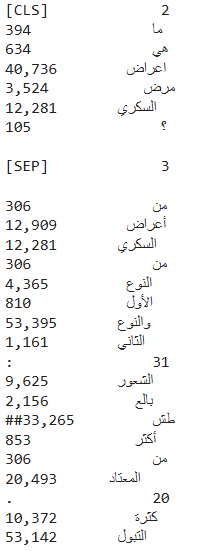 [CLS] 2
394 ما
634 هي
40,736 اعراض
3,524 مرض
12,281 السكري
105 ؟
[SEP] 3
306 من
12,909 أعراض
12,281 السكري
306 من
4,365 النوع
810 الأول
53,395 والنوع
1,161 الثاني
: 31
9,625 الشعور
2,156 بالع
##33,265 طش
853 أكثر
306 من
20,493 المعتاد
. 20
10,372 كثرة
53,142 التبول